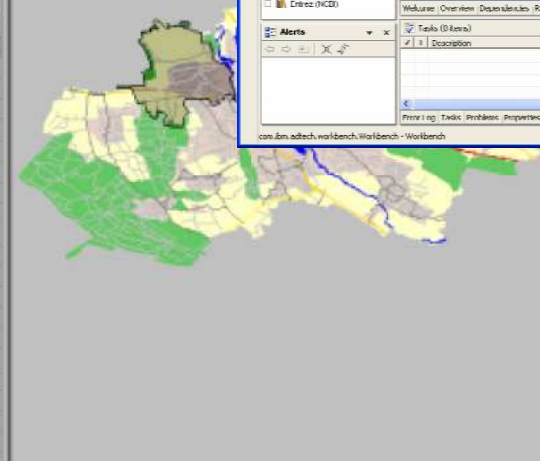 Entrez (NCBI)
Welcome Overview Dependencies R
Alerts
Tasks (0 items)
✓ ! Description
Error Log Tasks Problems Properties
com.ibm.adtech.workbench.Workbench - Workbench